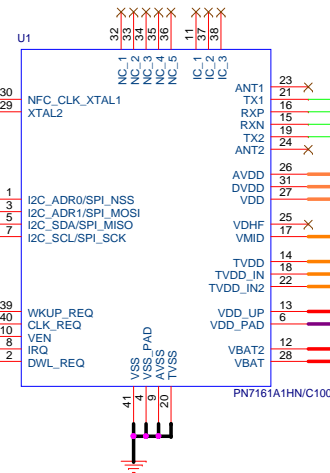 U1
32 33 34 35 36 11 37 38
NC_1 NC_2 NC_3 NC_4 NC_5 IC_1 IC_2 IC_3
30 NFC_CLK_XTAL1
29 XTAL2
1 I2C_ADR0/SPI_NSS
3 I2C_ADR1/SPI_MOSI
5 I2C_SDA/SPI_MISO
7 I2C_SCL/SPI_SCK
39 WKUP_REQ
40 CLK_REQ
10 VEN
8 IRQ
2 DWL_REQ
ANT1 23
TX1 21
RXP 16
RXN 15
TX2 19
ANT2 24
AVDD 26
DVDD 31
VDD 27
VDHF 25
VMID 17
TVDD 14
TVDD_IN 18
TVDD_IN2 22
VDD_UP 13
VDD_PAD 6
VBAT2 12
VBAT 28
VSS VSS_PAD AVSS TVSS
41 4 9 20
PN7161A1HN/C100